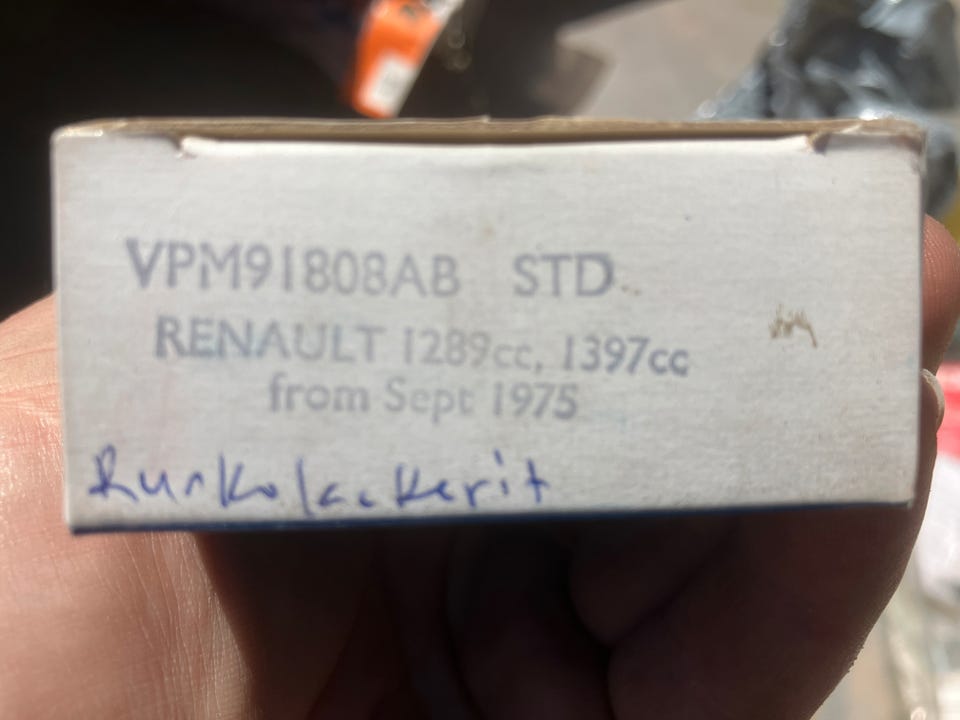 VPM91808AB STD
RENAULT 1289cc, 1397cc
from Sept 1975
Runkolaakerit